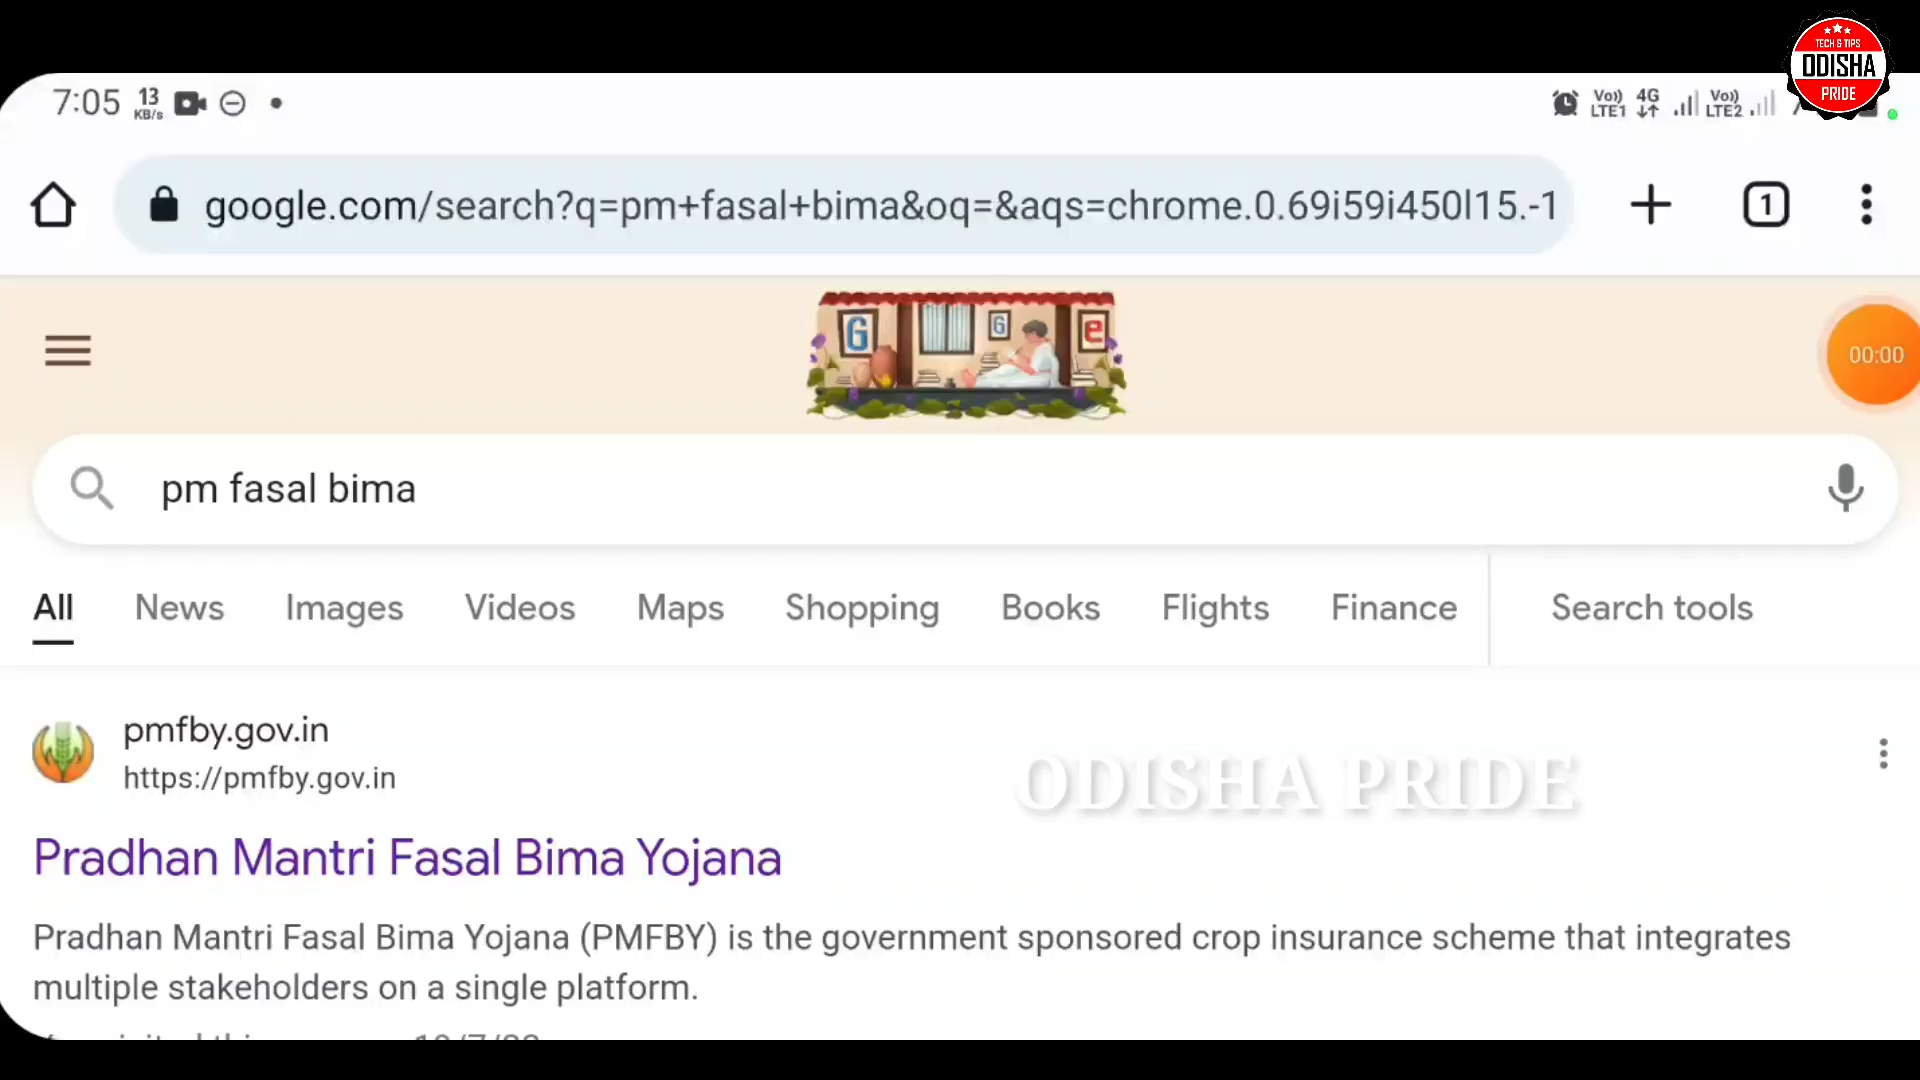 TECH & TIPS
ODISHA
PRIDE
7:05 13 KB/s Vo)) LTE1 4G Vo)) LTE2
google.com/search?q=pm+fasal+bima&oq=&aqs=chrome.0.69i59i450l15.-1
1
G G e
00:00
pm fasal bima
All News Images Videos Maps Shopping Books Flights Finance Search tools
pmfby.gov.in
https://pmfby.gov.in
ODISHA PRIDE
Pradhan Mantri Fasal Bima Yojana
Pradhan Mantri Fasal Bima Yojana (PMFBY) is the government sponsored crop insurance scheme that integrates
multiple stakeholders on a single platform.